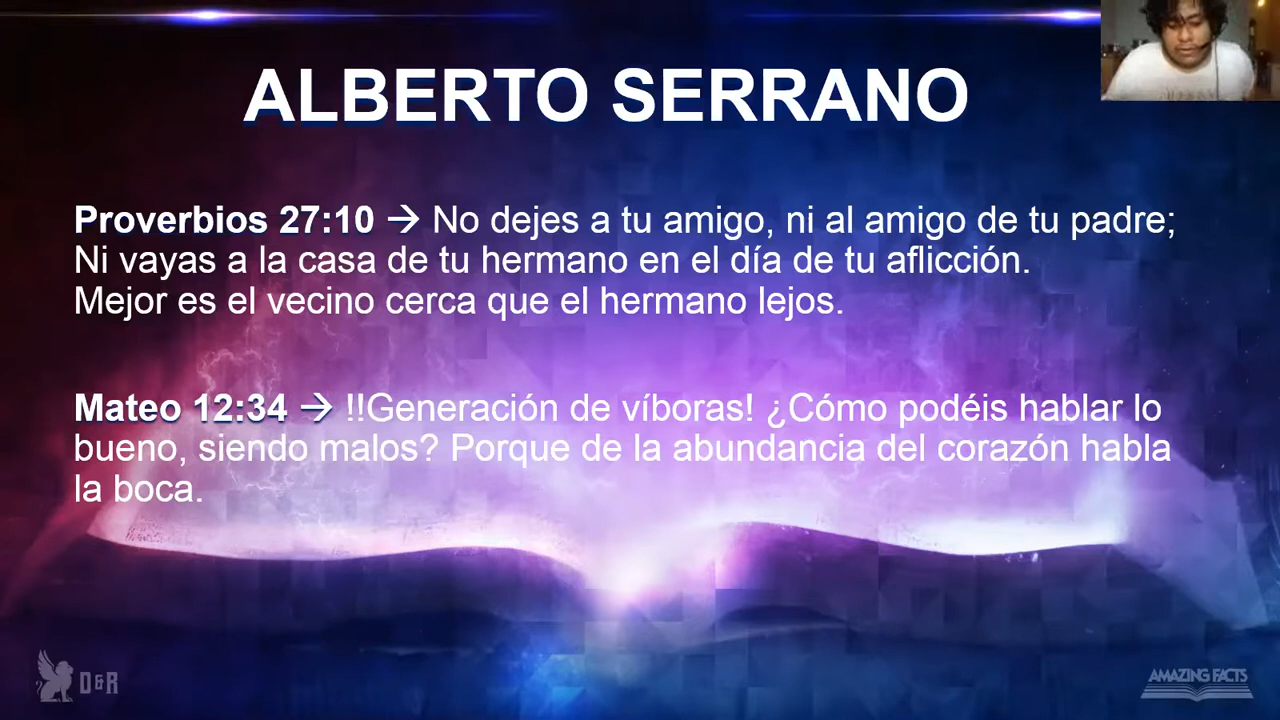 ALBERTO SERRANO
Proverbios 27:10 → No dejes a tu amigo, ni al amigo de tu padre;
Ni vayas a la casa de tu hermano en el día de tu aflicción.
Mejor es el vecino cerca que el hermano lejos.
Mateo 12:34 → !!Generación de víboras! ¿Cómo podéis hablar lo
bueno, siendo malos? Porque de la abundancia del corazón habla
la boca.
D&R
AMAZING FACTS